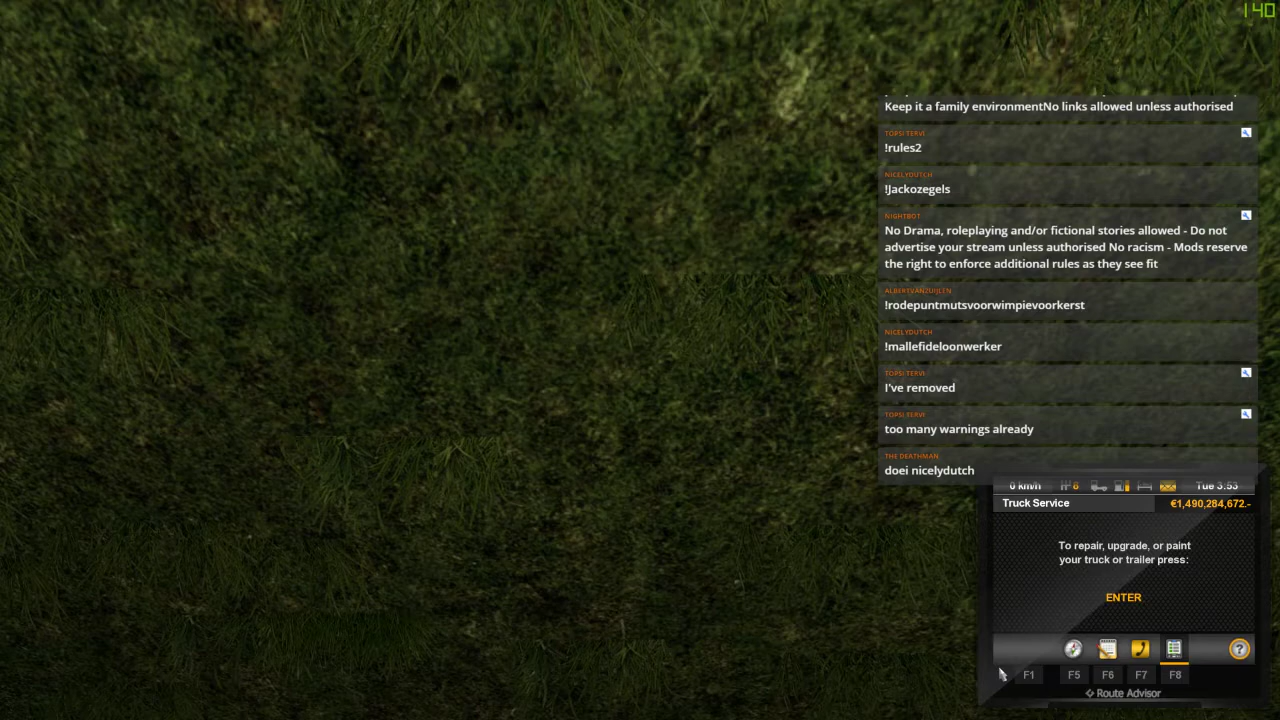 140
Keep it a family environmentNo links allowed unless authorised
TOPSI TERVI
!rules2
NICELYDUTCH
!Jackozegels
NIGHTBOT
No Drama, roleplaying and/or fictional stories allowed - Do not
advertise your stream unless authorised No racism - Mods reserve
the right to enforce additional rules as they see fit
ALBERTVANZUIJLEN
!rodepuntmutsvoorwimpievoorkerst
NICELYDUTCH
!mallefideloonwerker
TOPSI TERVI
I've removed
TOPSI TERVI
too many warnings already
THE DEATHMAN
doei nicelydutch
0 km/h 6 Tue 3:53
Truck Service €1,490,284,672.-
To repair, upgrade, or paint
your truck or trailer press:
ENTER
?
F1 F5 F6 F7 F8
Route Advisor